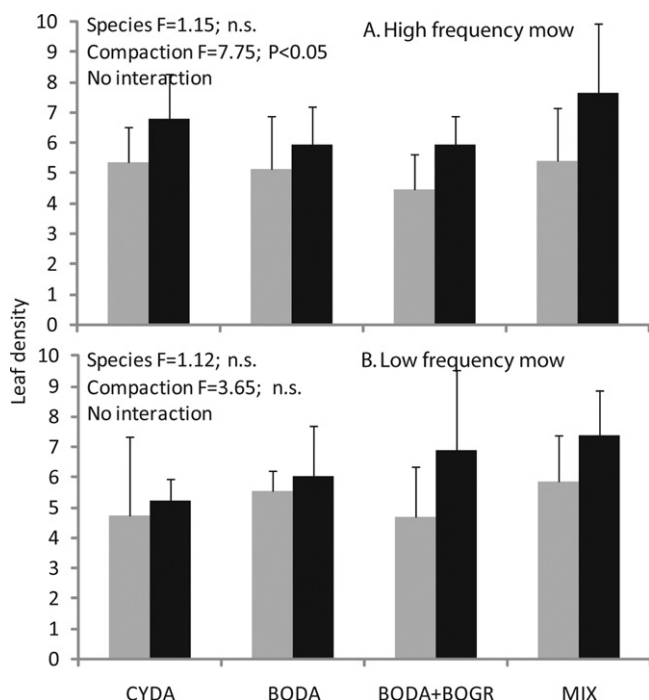 Species F=1.15; n.s.
A. High frequency mow
Compaction F=7.75; P<0.05
No interaction
10
9
8
7
6
5
4
3
2
1
0
Leaf density
Species F=1.12; n.s.
B. Low frequency mow
Compaction F=3.65; n.s.
No interaction
10
9
8
7
6
5
4
3
2
1
0
CYDA BODA BODA+BOGR MIX